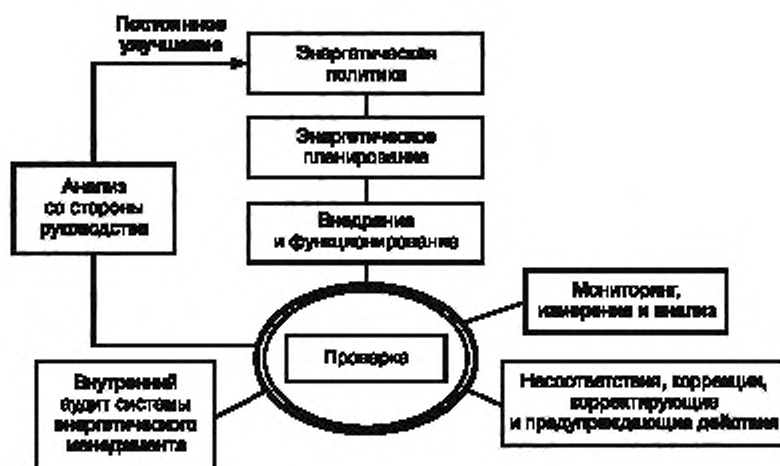 Постоянное
улучшение
Энергетическая
политика
Энергетическое
планирование
Анализ
со стороны
руководства
Внедрение
и функционирование
Мониторинг,
измерение и анализ
Проверка
Внутренний
аудит системы
энергетического
менеджмента
Несоответствия, коррекции,
корректирующие
и предупреждающие действия